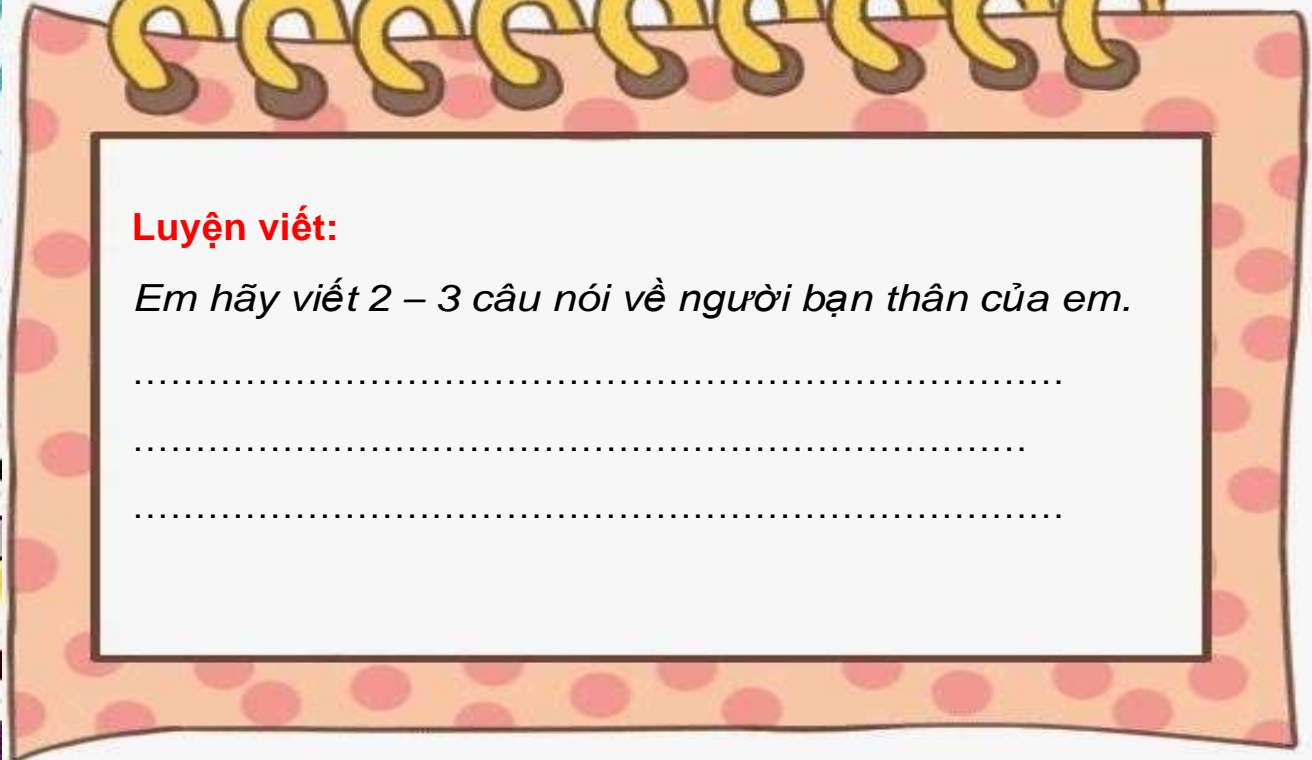 Luyện viết:
Em hãy viết 2 – 3 câu nói về người bạn thân của em.
………………………………………………………………
……………………………………………………………
………………………………………………………………